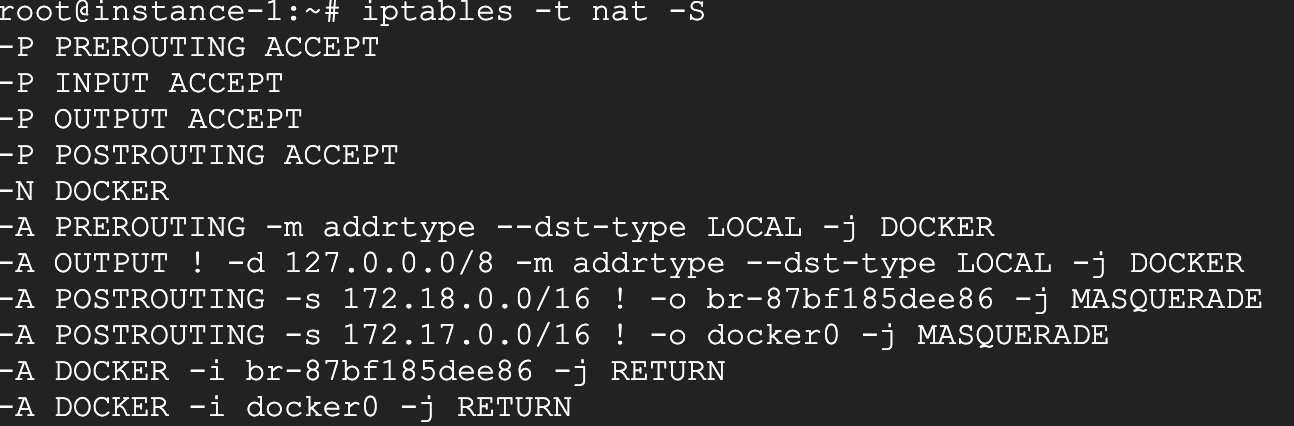 root@instance-1:~# iptables -t nat -S
-P PREROUTING ACCEPT
-P INPUT ACCEPT
-P OUTPUT ACCEPT
-P POSTROUTING ACCEPT
-N DOCKER
-A PREROUTING -m addrtype --dst-type LOCAL -j DOCKER
-A OUTPUT ! -d 127.0.0.0/8 -m addrtype --dst-type LOCAL -j DOCKER
-A POSTROUTING -s 172.18.0.0/16 ! -o br-87bf185dee86 -j MASQUERADE
-A POSTROUTING -s 172.17.0.0/16 ! -o docker0 -j MASQUERADE
-A DOCKER -i br-87bf185dee86 -j RETURN
-A DOCKER -i docker0 -j RETURN